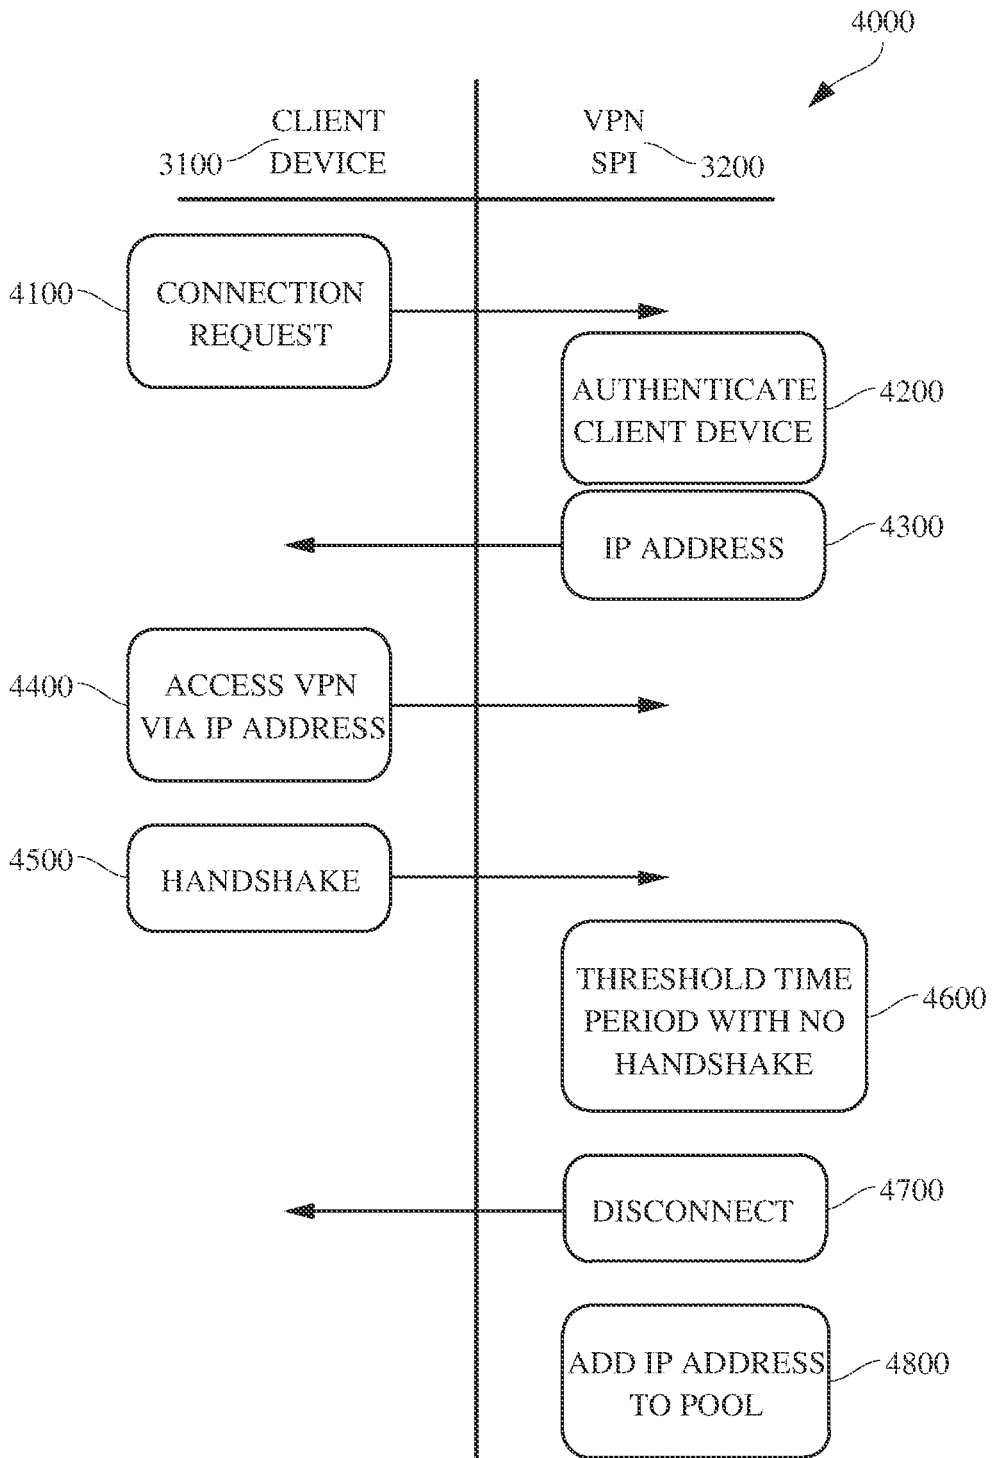 4000
CLIENT
DEVICE
3100
VPN
SPI
3200
4100
CONNECTION
REQUEST
AUTHENTICATE
CLIENT DEVICE
4200
IP ADDRESS
4300
4400
ACCESS VPN
VIA IP ADDRESS
4500
HANDSHAKE
THRESHOLD TIME
PERIOD WITH NO
HANDSHAKE
4600
DISCONNECT
4700
ADD IP ADDRESS
TO POOL
4800